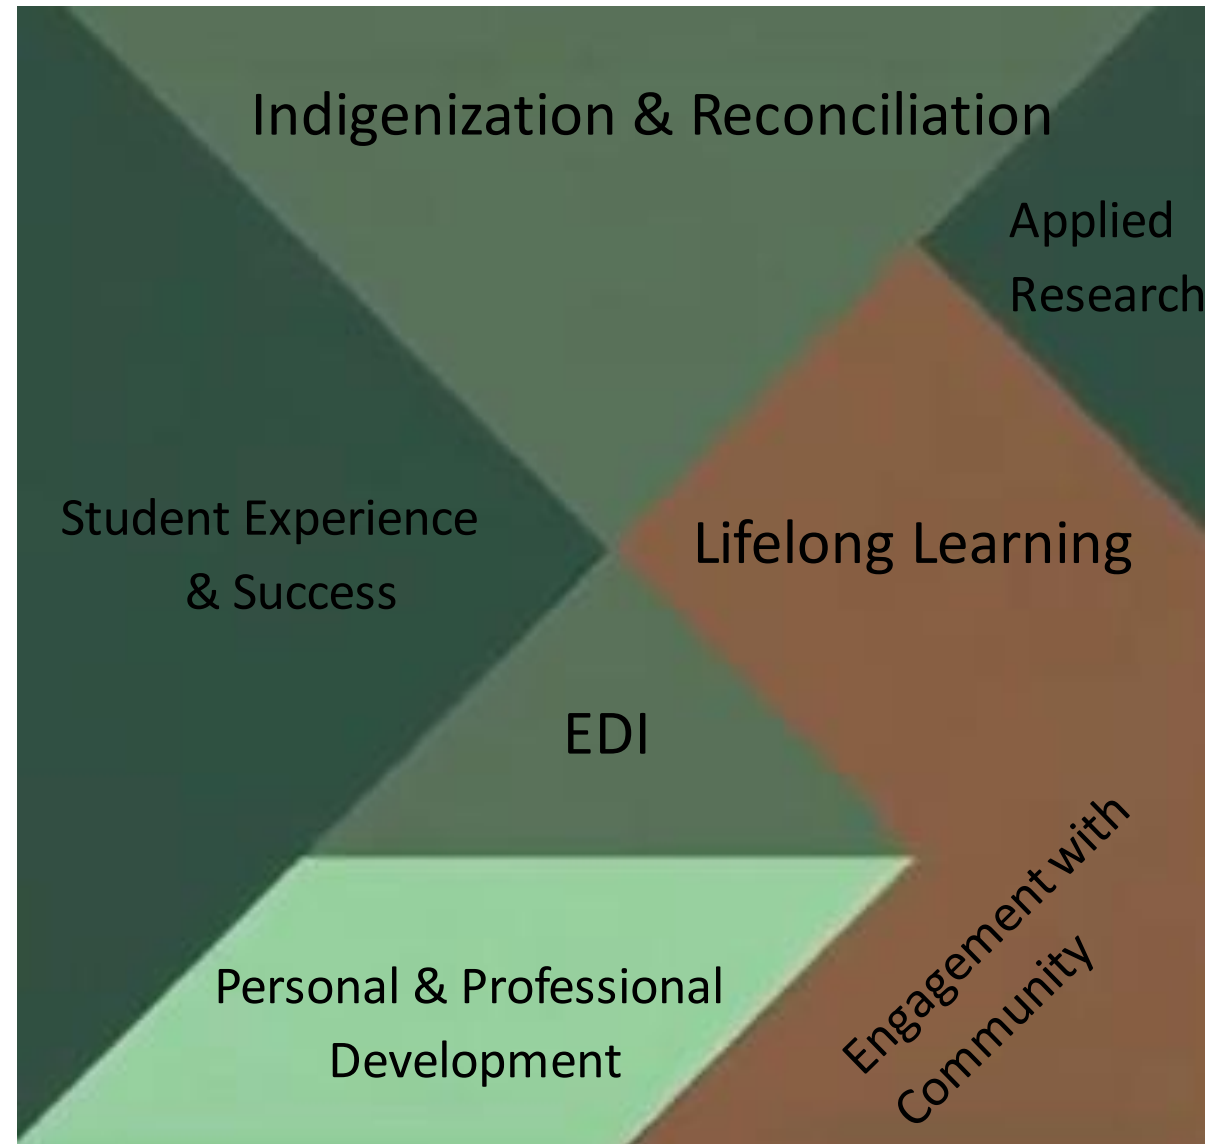 Indigenization & Reconciliation
Applied
Research
Student Experience
& Success
Lifelong Learning
EDI
Engagement with
Community
Personal & Professional
Development